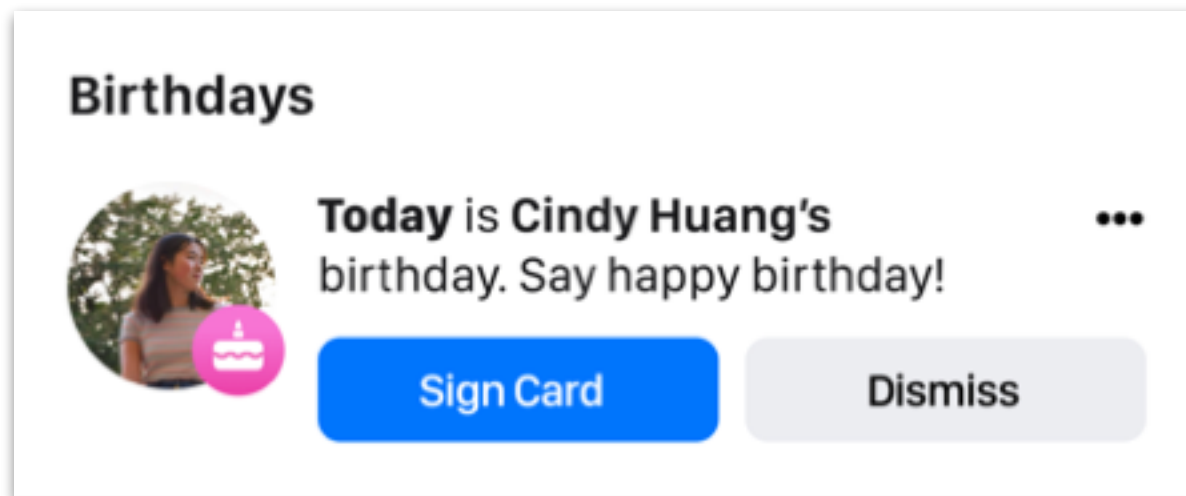 Birthdays
Today is Cindy Huang’s
birthday. Say happy birthday!
Sign Card
Dismiss